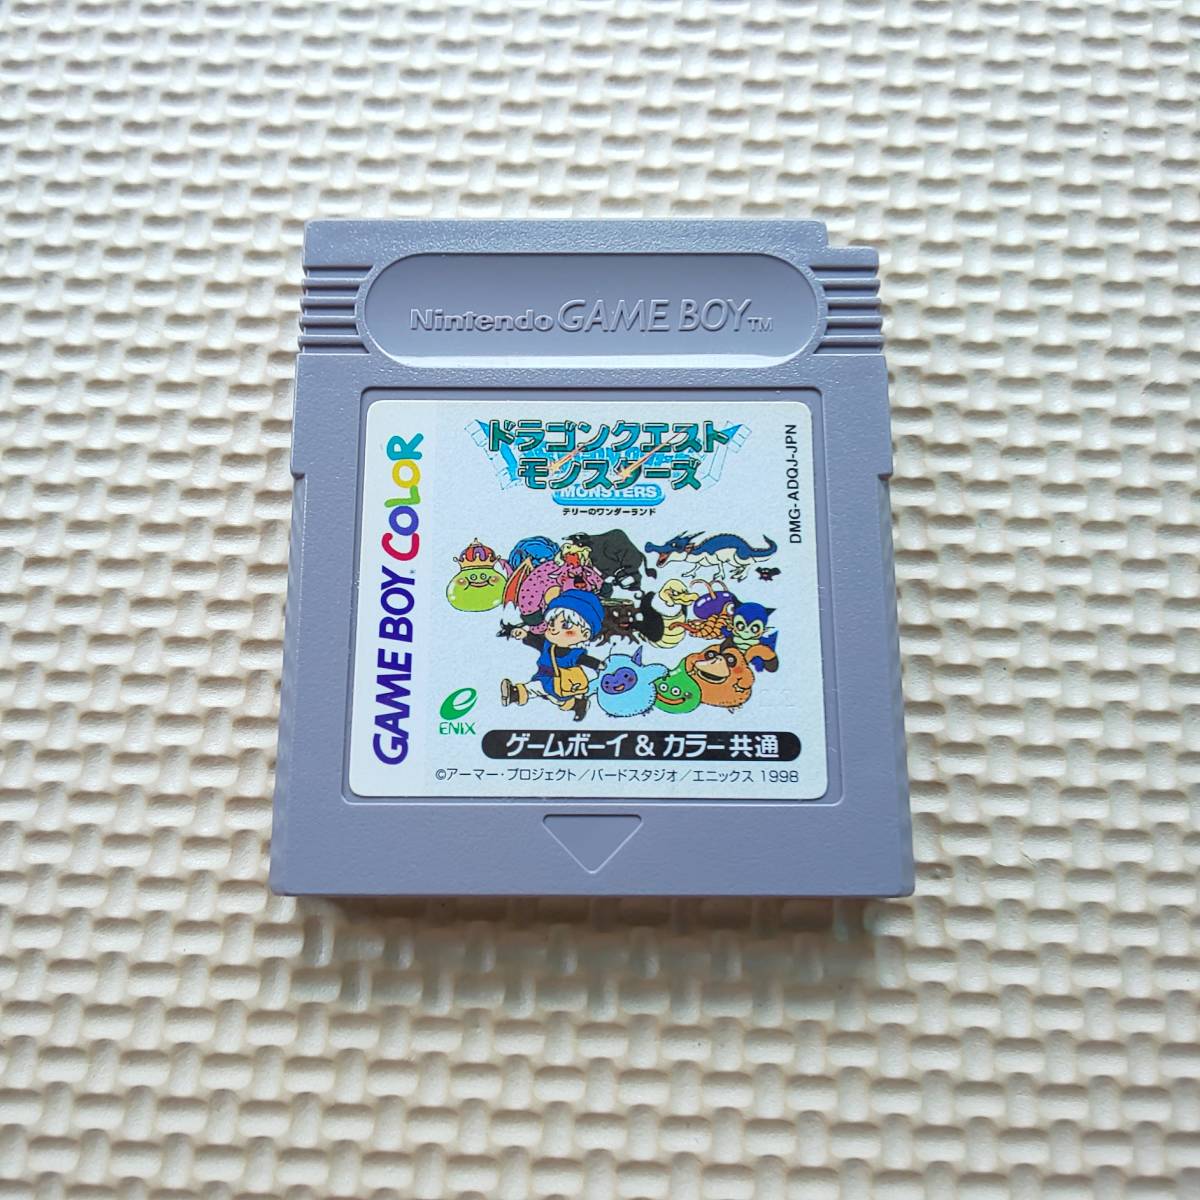 Nintendo GAME BOY™
ドラゴンクエスト
モンスターズ
MONSTERS
テリーのワンダーランド
GAME BOY COLOR
DMG-ADQJ-JPN
ENIX
ゲームボーイ & カラー共通
©アーマー・プロジェクト/バードスタジオ/エニックス 1998